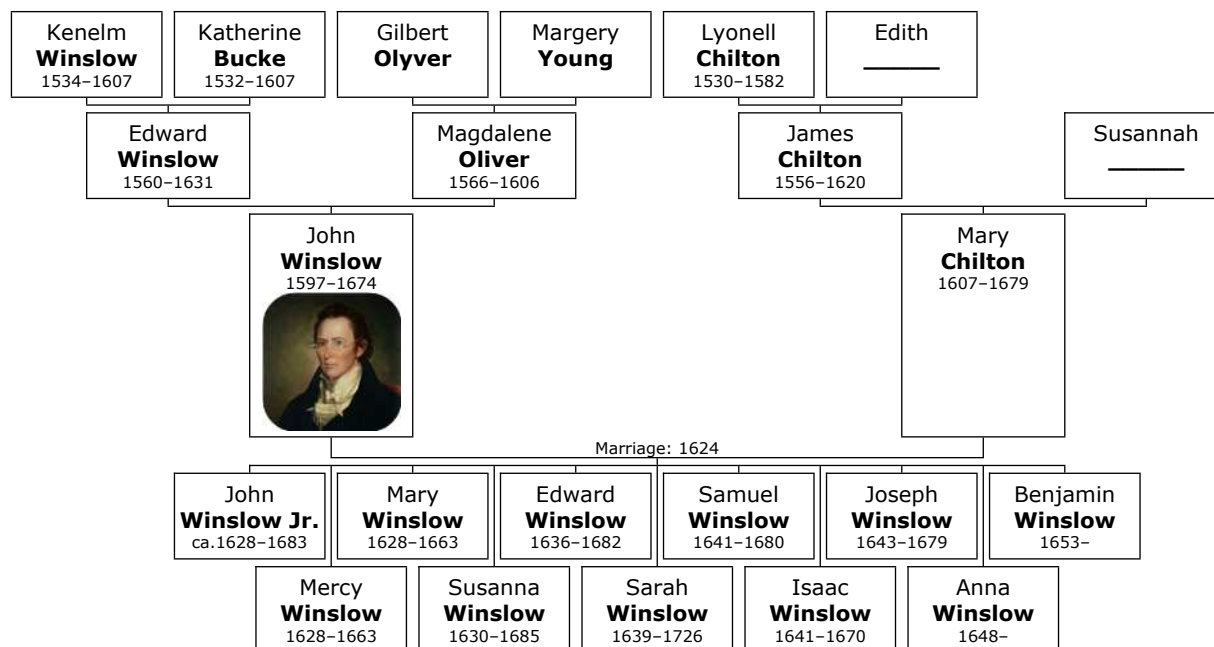 Kenelm
Winslow
1534–1607
Katherine
Bucke
1532–1607
Gilbert
Olyver
Margery
Young
Lyonell
Chilton
1530–1582
Edith
______
Edward
Winslow
1560–1631
Magdalene
Oliver
1566–1606
James
Chilton
1556–1620
Susannah
______
John
Winslow
1597–1674
Mary
Chilton
1607–1679
Marriage: 1624
John
Winslow Jr.
ca.1628–1683
Mary
Winslow
1628–1663
Edward
Winslow
1636–1682
Samuel
Winslow
1641–1680
Joseph
Winslow
1643–1679
Benjamin
Winslow
1653–
Mercy
Winslow
1628–1663
Susanna
Winslow
1630–1685
Sarah
Winslow
1639–1726
Isaac
Winslow
1641–1670
Anna
Winslow
1648–